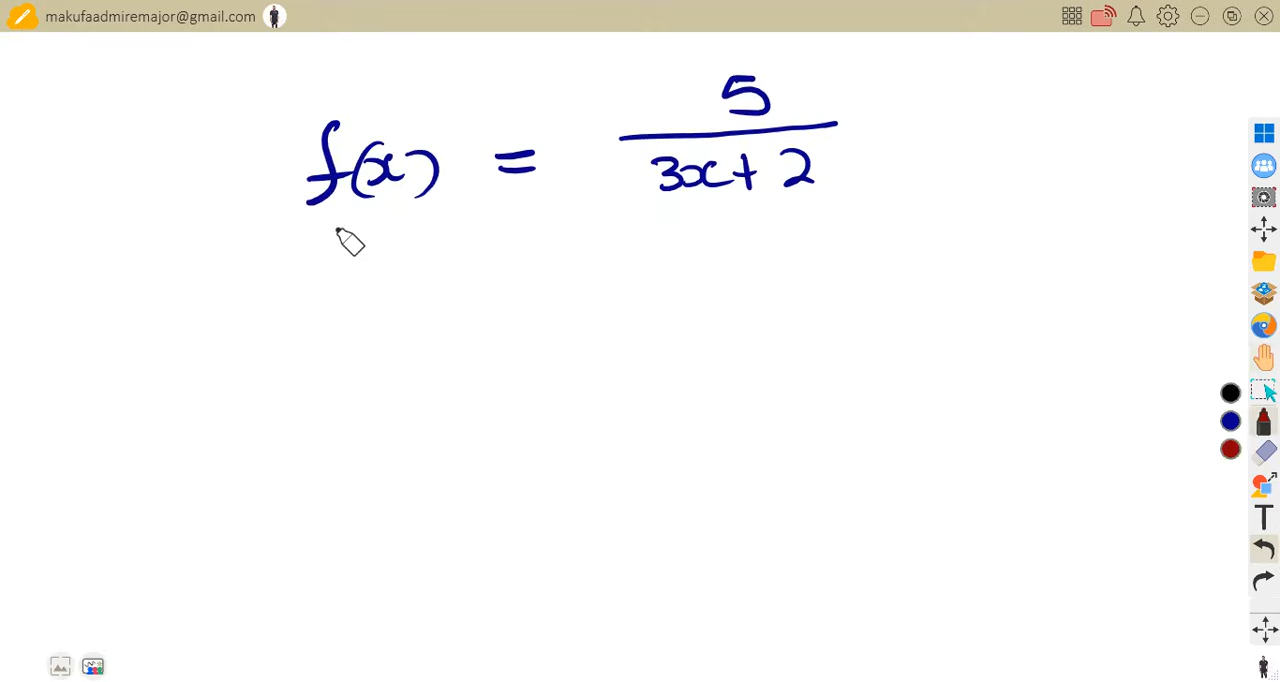 makufaadmiremajor@gmail.com
f(x) = 5 / (3x + 2)
T